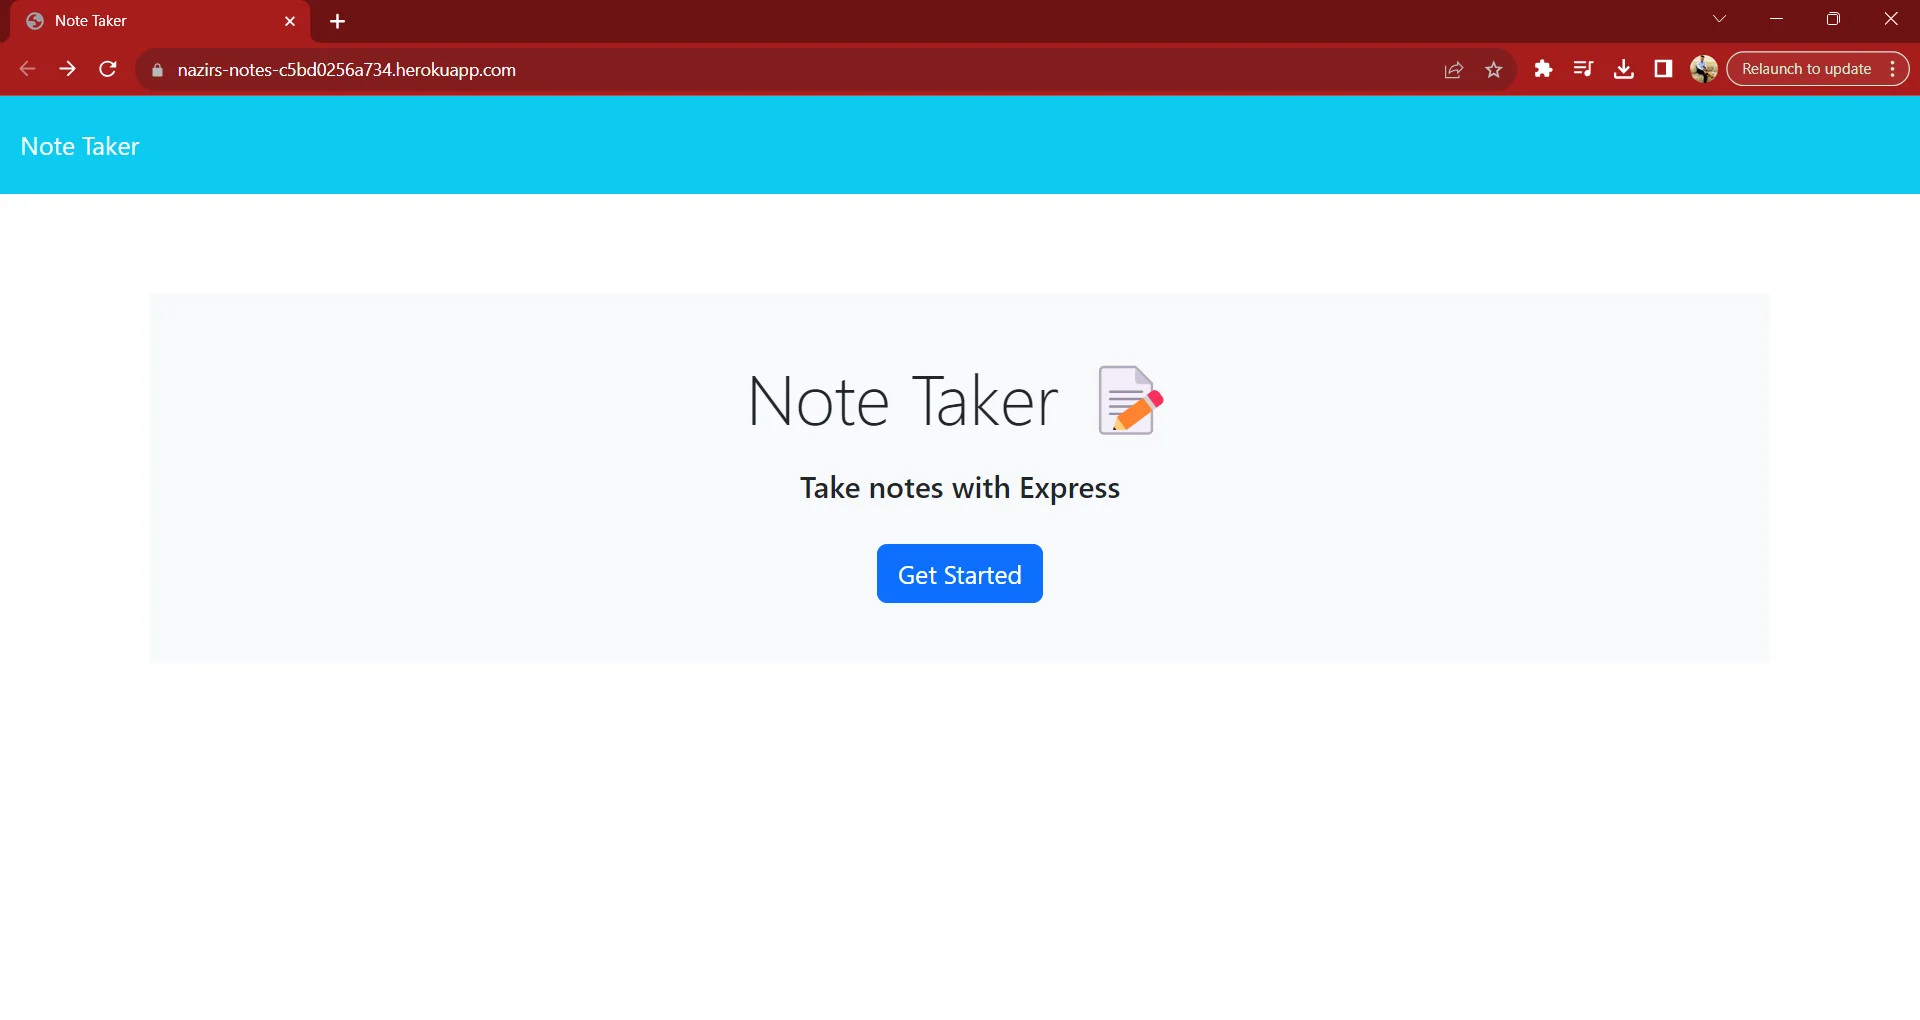 Note Taker
nazirs-notes-c5bd0256a734.herokuapp.com
Relaunch to update
Note Taker
Note Taker
Take notes with Express
Get Started